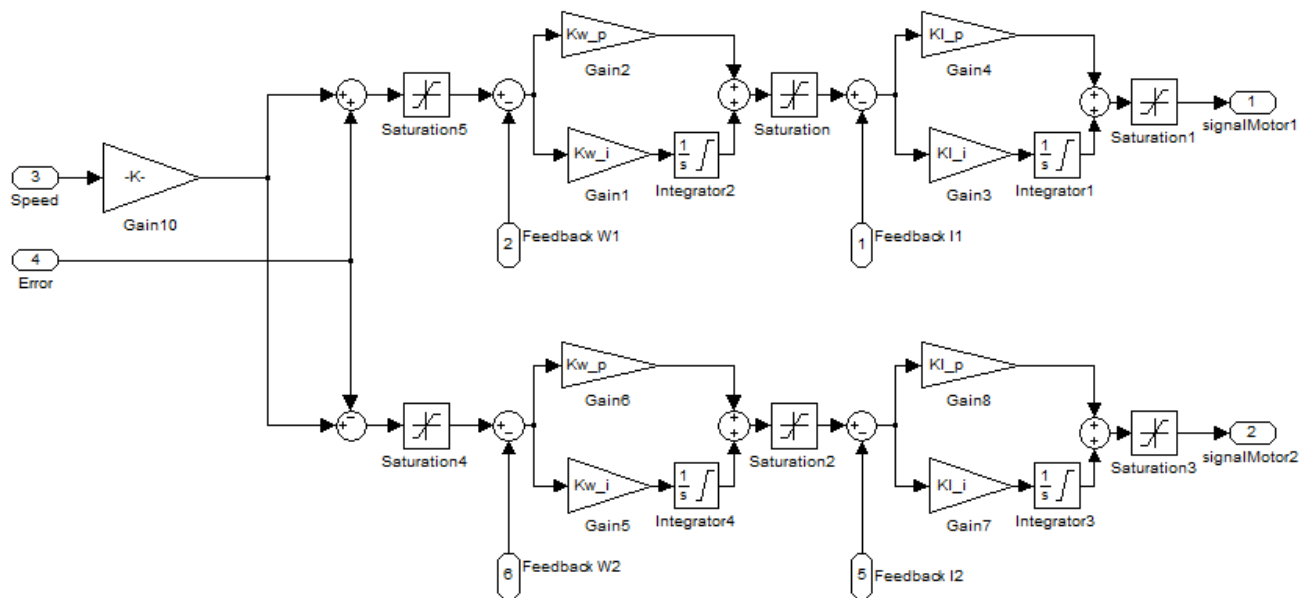 Kw_p
Gain2
KI_p
Gain4
+
+
Saturation5
+
−
+
+
Saturation
+
−
+
+
Saturation1
1
signalMotor1
Kw_i
Gain1
1
s
Integrator2
KI_i
Gain3
1
s
Integrator1
3
Speed
-K-
Gain10
2
Feedback W1
1
Feedback I1
4
Error
Kw_p
Gain6
KI_p
Gain8
+
−
Saturation4
+
−
+
+
Saturation2
+
−
+
+
Saturation3
2
signalMotor2
Kw_i
Gain5
1
s
Integrator4
KI_i
Gain7
1
s
Integrator3
6
Feedback W2
5
Feedback I2